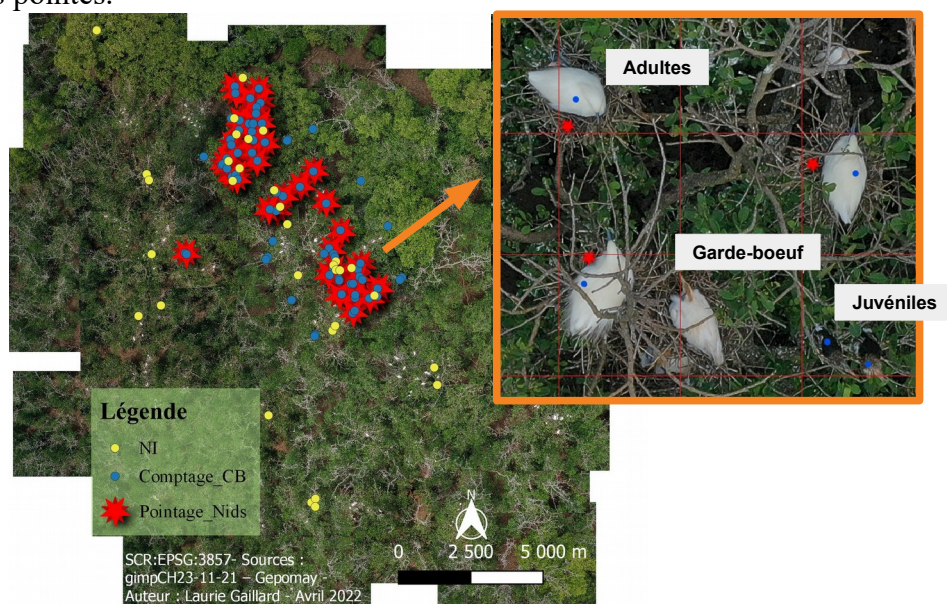 s pointés.
Adultes
Garde-boeuf
Juvéniles
Légende
NI
Comptage_CB
Pointage_Nids
N
0 2 500 5 000 m
SCR:EPSG:3857- Sources :
gimpCH23-11-21 – Gepomay -
Auteur : Laurie Gaillard - Avril 2022